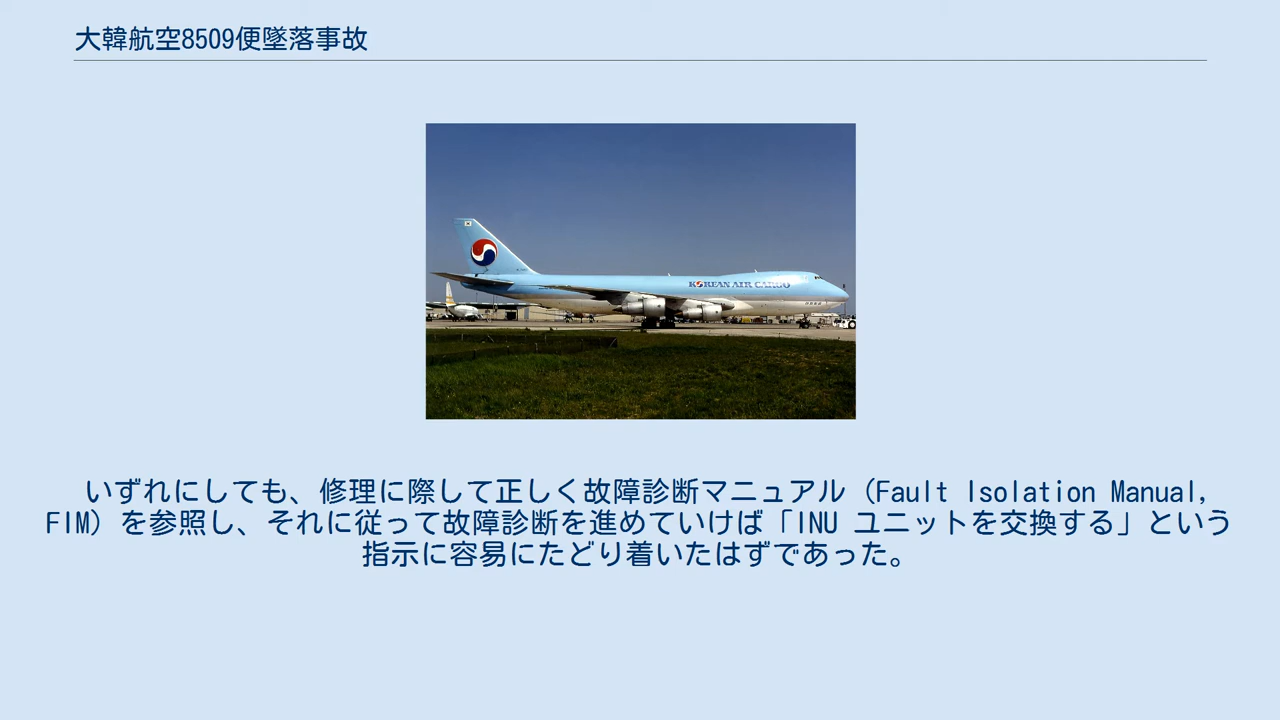 大韓航空8509便墜落事故
KOREAN AIR CARGO
いずれにしても、修理に際して正しく故障診断マニュアル（Fault Isolation Manual,
FIM）を参照し、それに従って故障診断を進めていけば「INU ユニットを交換する」という
指示に容易にたどり着いたはずであった。